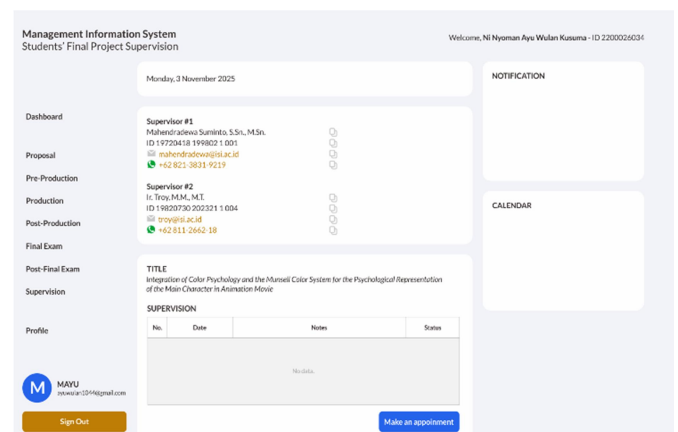 Management Information System
Students' Final Project Supervision
Welcome, Ni Nyoman Ayu Wulan Kusuma - ID 2200026034
Monday, 3 November 2025
NOTIFICATION
Dashboard
Proposal
Pre-Production
Production
Post-Production
Final Exam
Post-Final Exam
Supervision
Profile
Supervisor #1
Mahendradewa Suminto, S.Sn., M.Sn.
ID 19720418 199802 1 001
mahendradewa@isi.ac.id
+62 821-3831-9219
Supervisor #2
Ir. Troy, M.M., M.T.
ID 19820730 202321 1 004
troy@isi.ac.id
+62 811-2662-18
CALENDAR
TITLE
Integration of Color Psychology and the Munsell Color System for the Psychological Representation
of the Main Character in Animation Movie
SUPERVISION
No. Date Notes Status
No data.
M
MAYU
ayuwulan1044@gmail.com
Sign Out
Make an appoinment